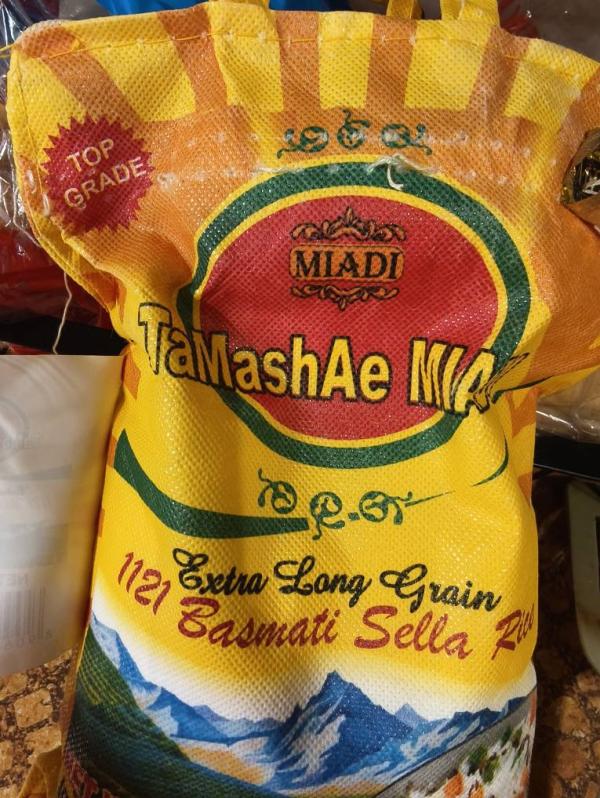 TOP
GRADE
MIADI
TaMashAe MIA
Extra Long Grain
1121 Basmati Sella Rice